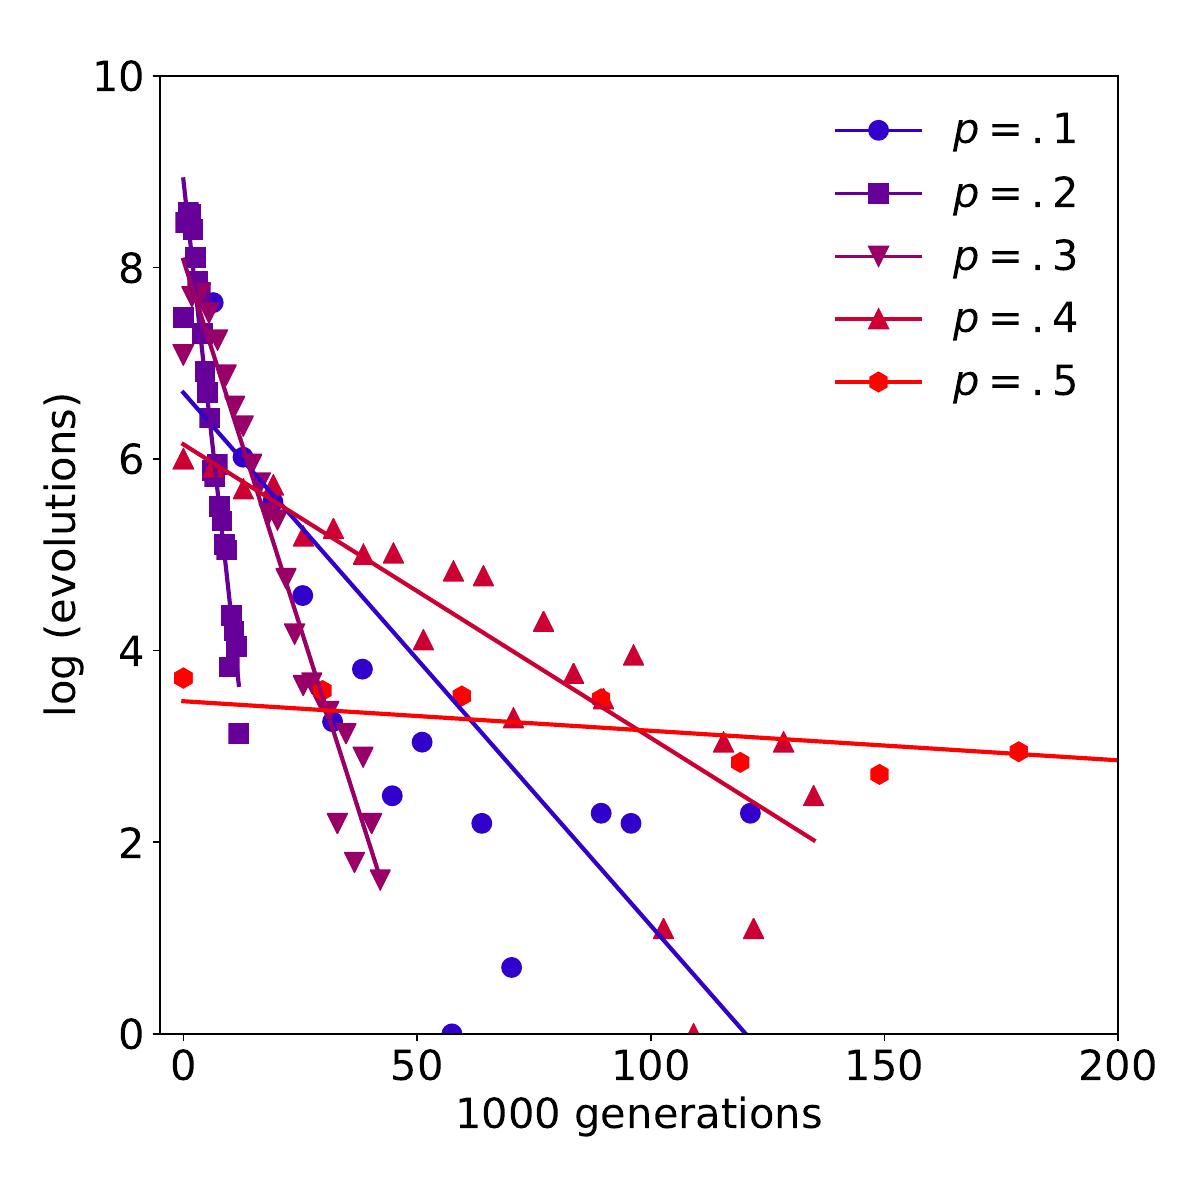 10
8
6
4
2
0
log (evolutions)
p = .1
p = .2
p = .3
p = .4
p = .5
0 50 100 150 200
1000 generations